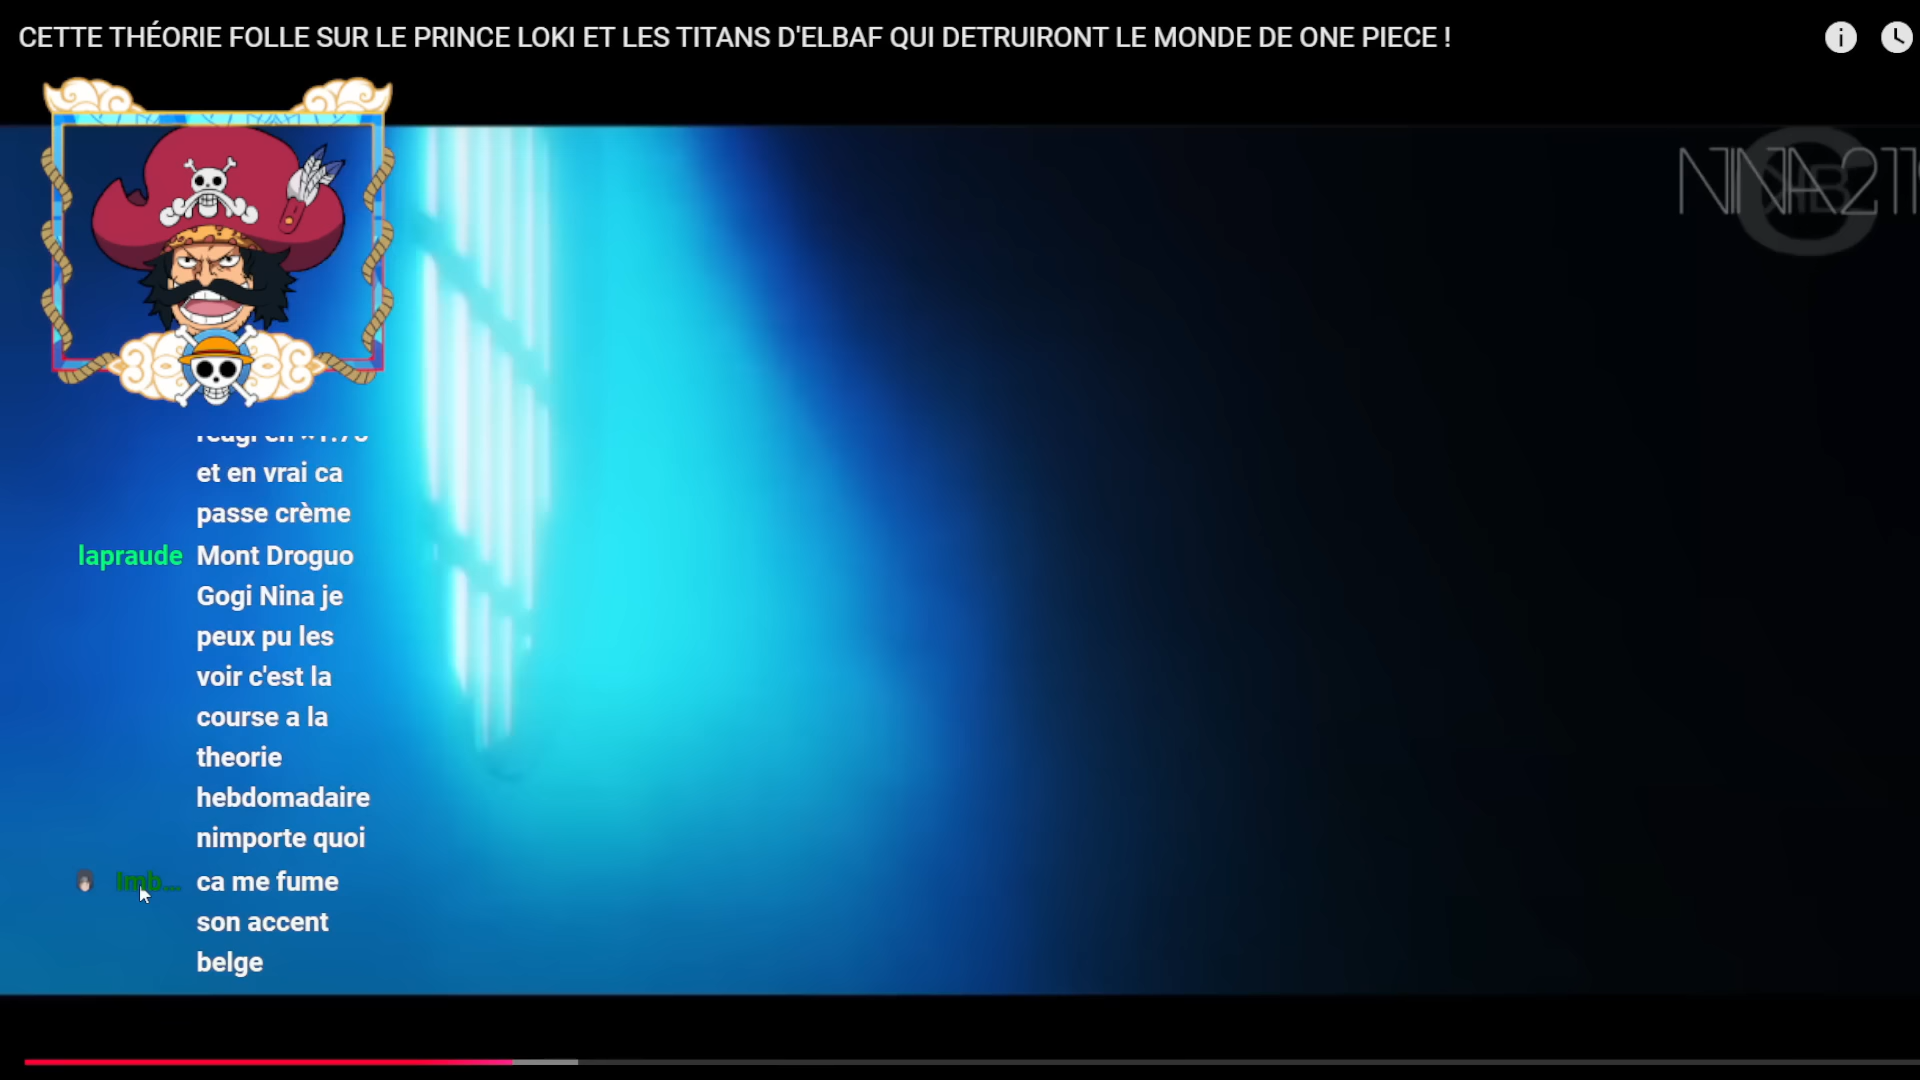 CETTE THÉORIE FOLLE SUR LE PRINCE LOKI ET LES TITANS D'ELBAF QUI DETRUIRONT LE MONDE DE ONE PIECE !
et en vrai ca
passe crème
lapraude Mont Droguo
Gogi Nina je
peux pu les
voir c'est la
course a la
theorie
hebdomadaire
nimporte quoi
Imb... ca me fume
son accent
belge